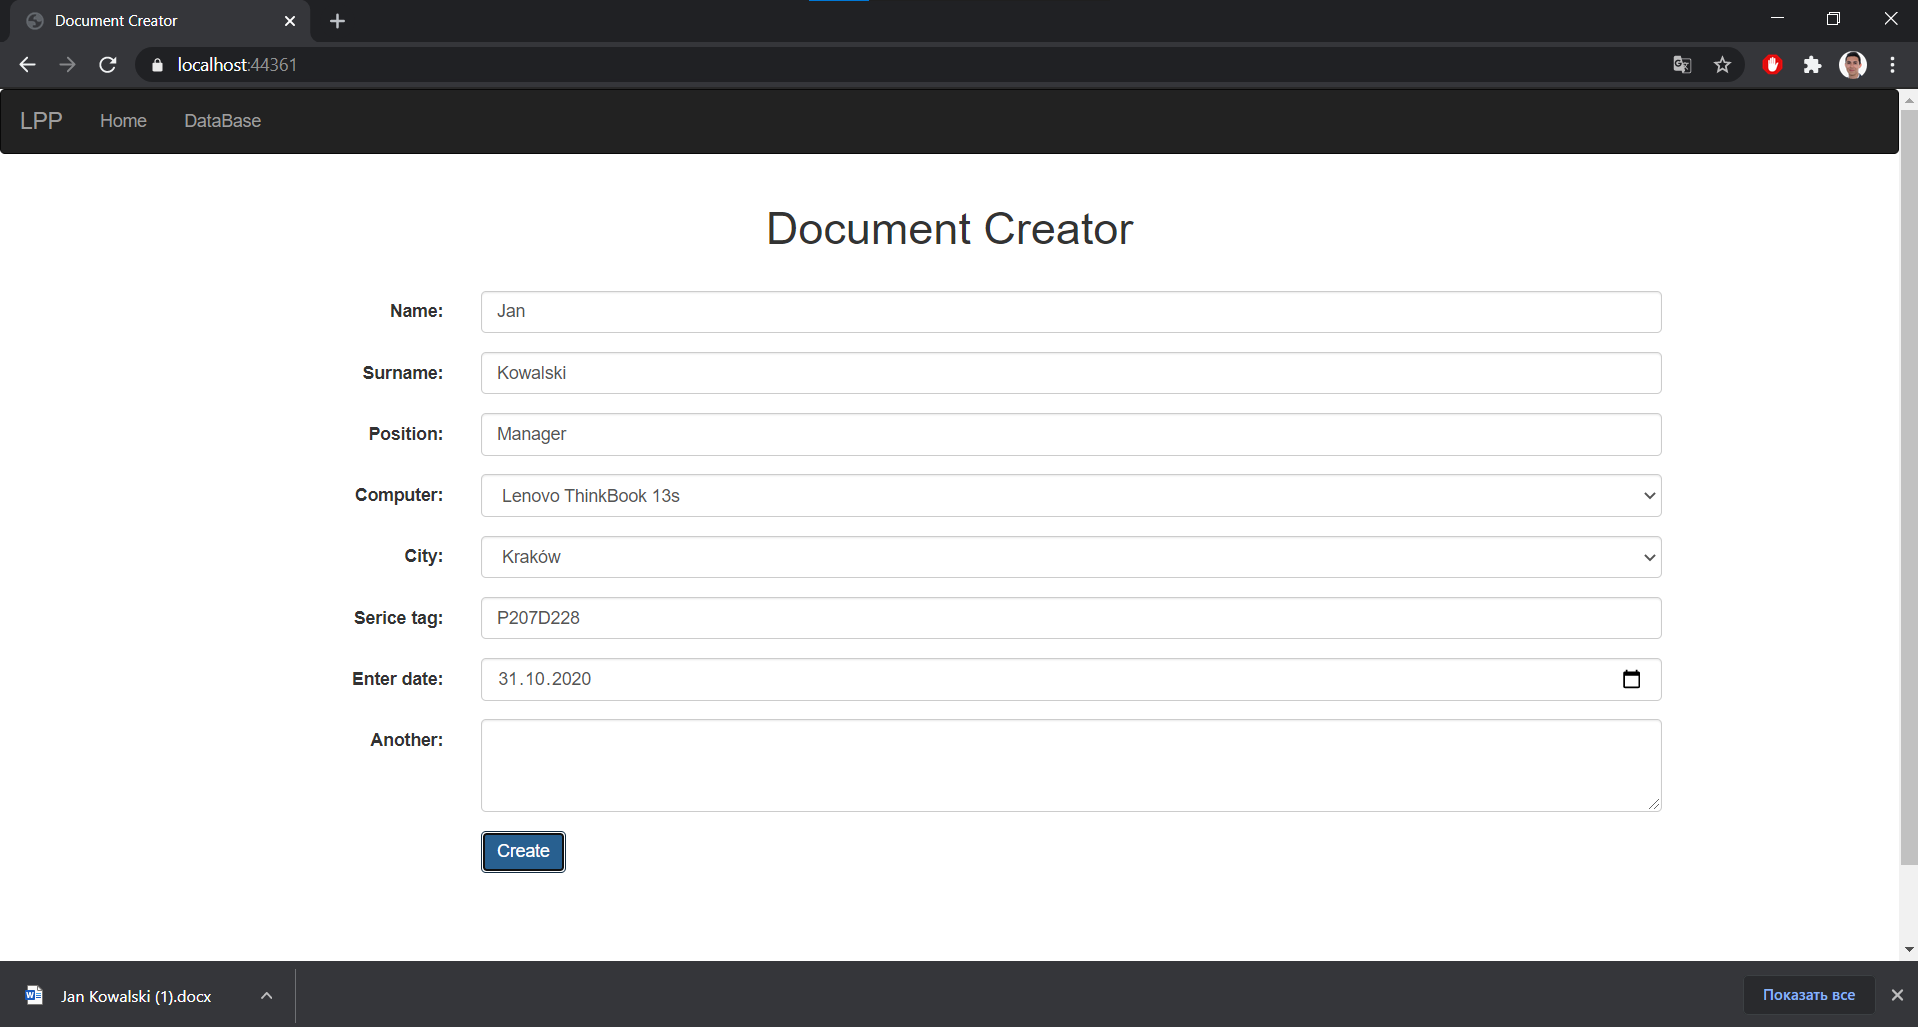 Document Creator
localhost:44361
LPP Home DataBase
Document Creator
Name: Jan
Surname: Kowalski
Position: Manager
Computer: Lenovo ThinkBook 13s
City: Kraków
Serice tag: P207D228
Enter date: 31.10.2020
Another:
Create
Jan Kowalski (1).docx
Показать все